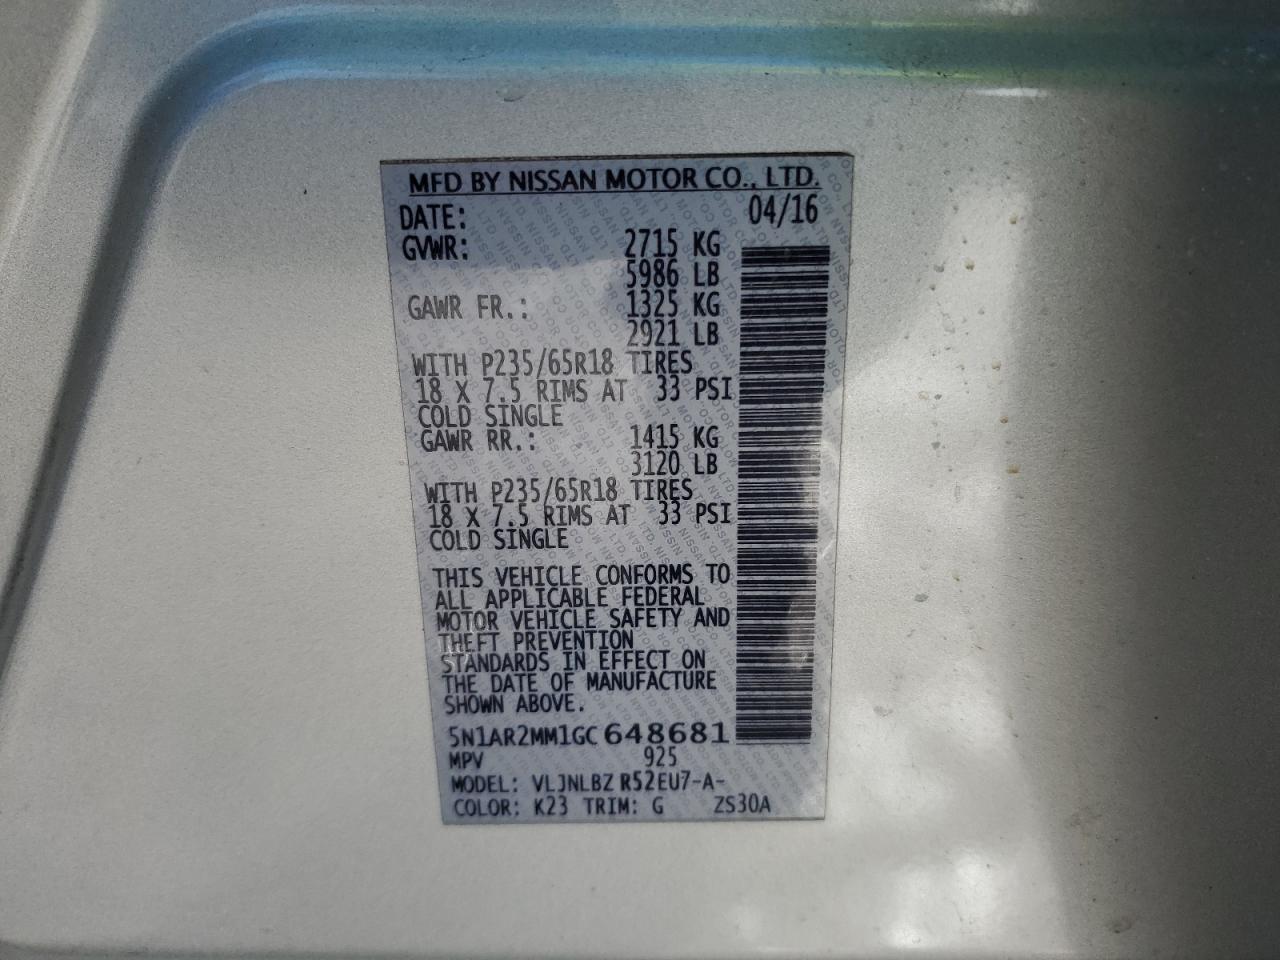 MFD BY NISSAN MOTOR CO., LTD.
DATE: 04/16
GVWR: 2715 KG
5986 LB
GAWR FR.: 1325 KG
2921 LB
WITH P235/65R18 TIRES
18 X 7.5 RIMS AT 33 PSI
COLD SINGLE
GAWR RR.: 1415 KG
3120 LB
WITH P235/65R18 TIRES
18 X 7.5 RIMS AT 33 PSI
COLD SINGLE
THIS VEHICLE CONFORMS TO
ALL APPLICABLE FEDERAL
MOTOR VEHICLE SAFETY AND
THEFT PREVENTION
STANDARDS IN EFFECT ON
THE DATE OF MANUFACTURE
SHOWN ABOVE.
5N1AR2MM1GC648681
MPV 925
MODEL: VLJNLBZ R52EU7-A-
COLOR: K23 TRIM: G ZS30A